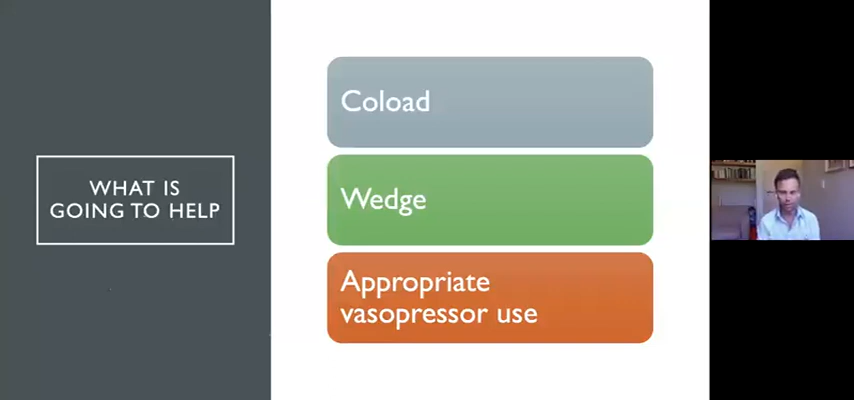 WHAT IS
GOING TO HELP
Coload
Wedge
Appropriate
vasopressor use